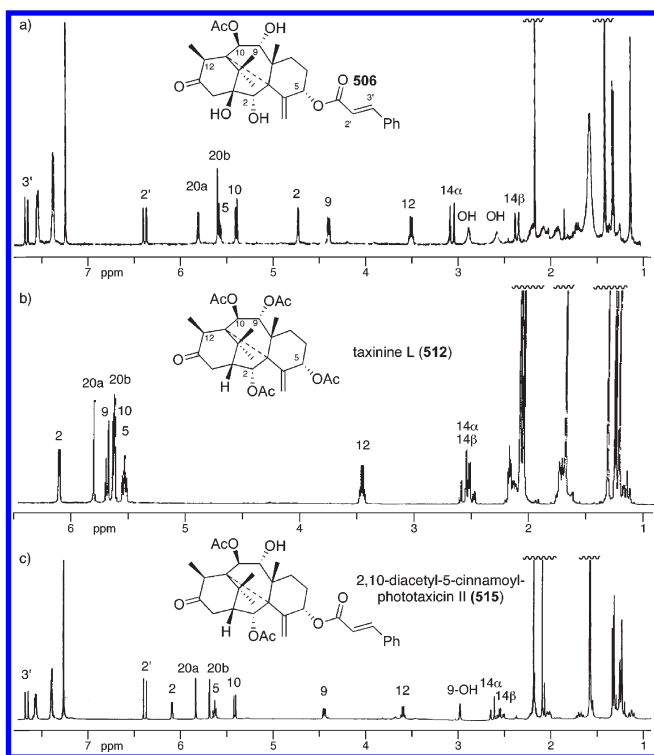 a)
AcO OH
10 9
12
O
HO 2 OH
5
O
O 506
3'
2'
Ph
3' 2' 20a 20b 5 10 2 9 12 14α OH OH 14β
7 ppm 6 5 4 3 2 1
b)
AcO OAc
10 9
12
O
H 2 OAc
5
OAc
taxinine L (512)
2 20a 9 20b 10 5 12 14α 14β
6 ppm 5 4 3 2 1
c)
AcO OH
O
H AcO
O
O
Ph
2,10-diacetyl-5-cinnamoyl-
phototaxicin II (515)
3' 2' 2 20a 20b 5 10 9 12 9-OH 14α 14β
7 ppm 6 5 4 3 2 1